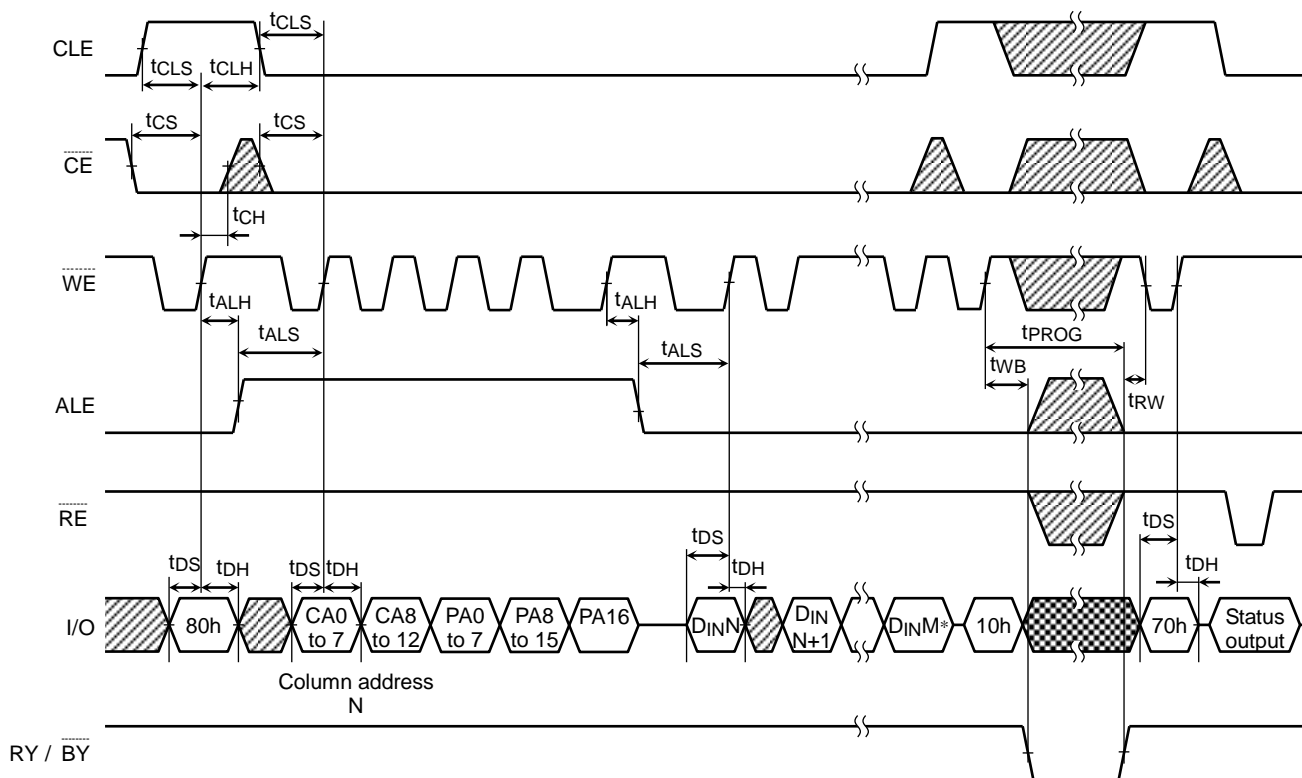 tCLS
CLE
tCLS tCLH
tCS tCS
CE
tCH
WE
tALH tALH
tALS tPROG
tALS
tWB
ALE
tRW
RE
tDS tDS
tDS tDH tDS tDH tDH tDH
I/O
80h
CA0 to 7
CA8 to 12
PA0 to 7
PA8 to 15
PA16
DINN
DIN N+1
DINM*
10h
70h
Status output
Column address
N
RY / BY